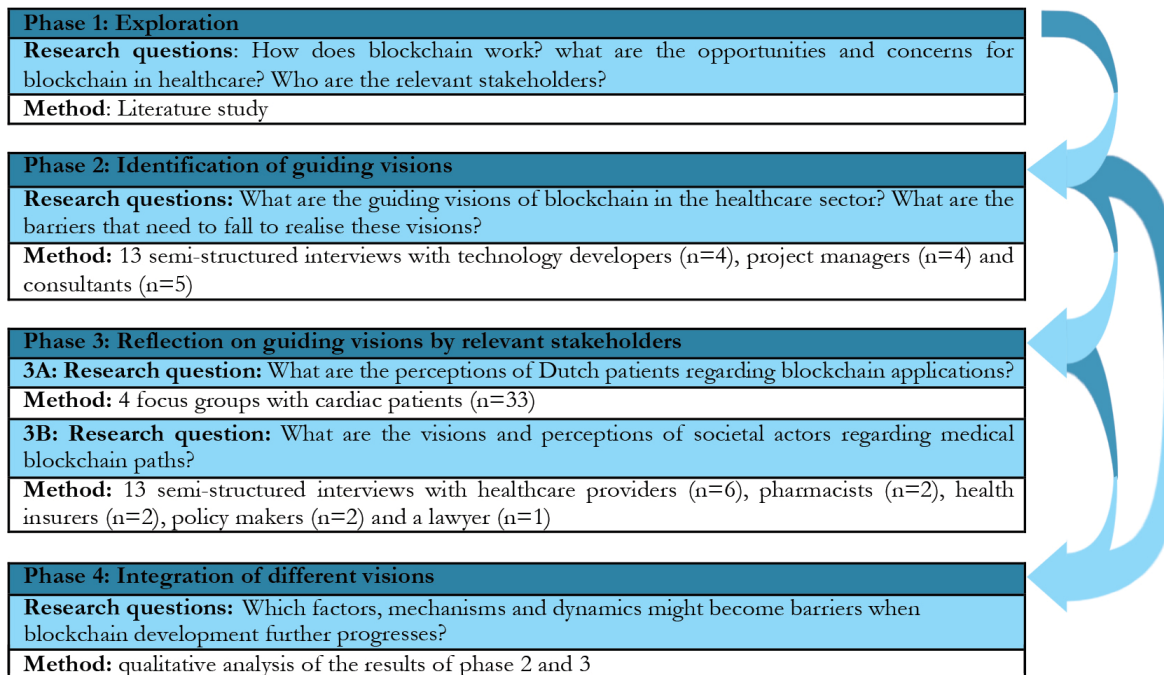 Phase 1: Exploration
Research questions: How does blockchain work? what are the opportunities and concerns for
blockchain in healthcare? Who are the relevant stakeholders?
Method: Literature study
Phase 2: Identification of guiding visions
Research questions: What are the guiding visions of blockchain in the healthcare sector? What are the
barriers that need to fall to realise these visions?
Method: 13 semi-structured interviews with technology developers (n=4), project managers (n=4) and
consultants (n=5)
Phase 3: Reflection on guiding visions by relevant stakeholders
3A: Research question: What are the perceptions of Dutch patients regarding blockchain applications?
Method: 4 focus groups with cardiac patients (n=33)
3B: Research question: What are the visions and perceptions of societal actors regarding medical
blockchain paths?
Method: 13 semi-structured interviews with healthcare providers (n=6), pharmacists (n=2), health
insurers (n=2), policy makers (n=2) and a lawyer (n=1)
Phase 4: Integration of different visions
Research questions: Which factors, mechanisms and dynamics might become barriers when
blockchain development further progresses?
Method: qualitative analysis of the results of phase 2 and 3